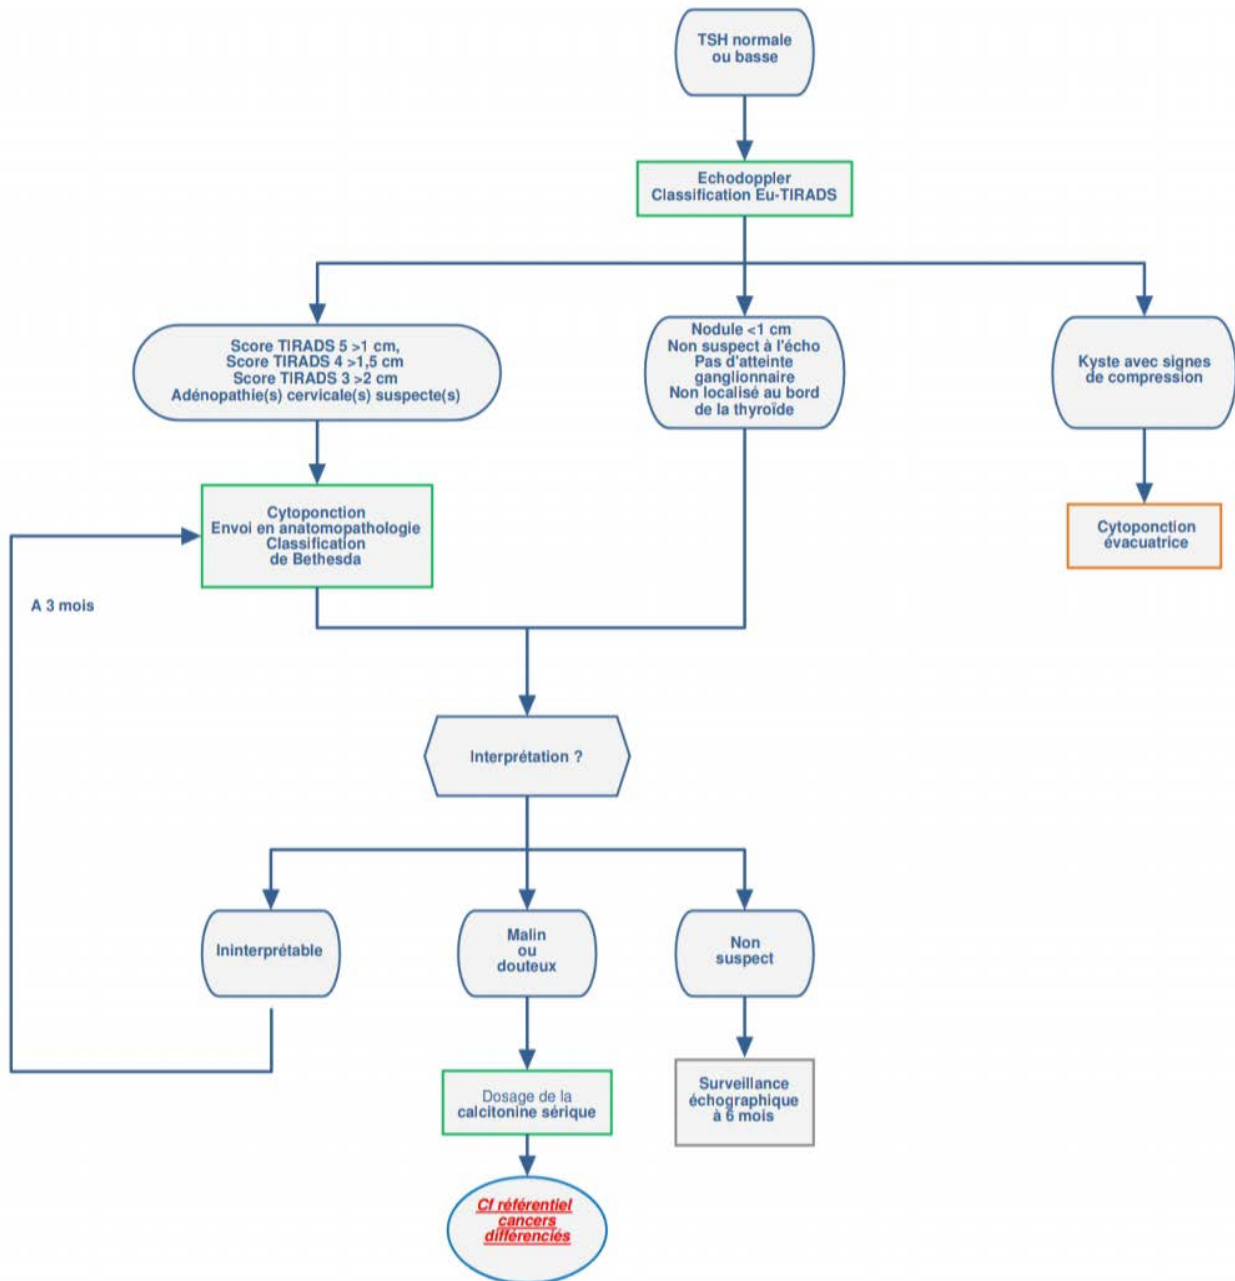 TSH normale
ou basse
Echodoppler
Classification Eu-TIRADS
Score TIRADS 5 >1 cm,
Score TIRADS 4 >1,5 cm
Score TIRADS 3 >2 cm
Adénopathie(s) cervicale(s) suspecte(s)
Nodule <1 cm
Non suspect à l'écho
Pas d'atteinte
ganglionnaire
Non localisé au bord
de la thyroïde
Kyste avec signes
de compression
Cytoponction
Envoi en anatomopathologie
Classification
de Bethesda
Cytoponction
évacuatrice
A 3 mois
Interprétation ?
Ininterprétable
Malin
ou
douteux
Non
suspect
Dosage de la
calcitonine sérique
Surveillance
échographique
à 6 mois
Cf référentiel
cancers
différenciés